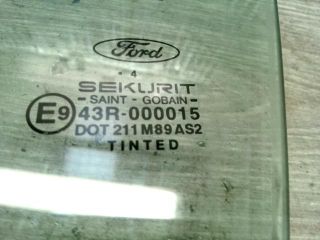 Ford
4
SEKURIT
- SAINT - GOBAIN -
E9 43R-000015
DOT 211 M89 AS2
TINTED